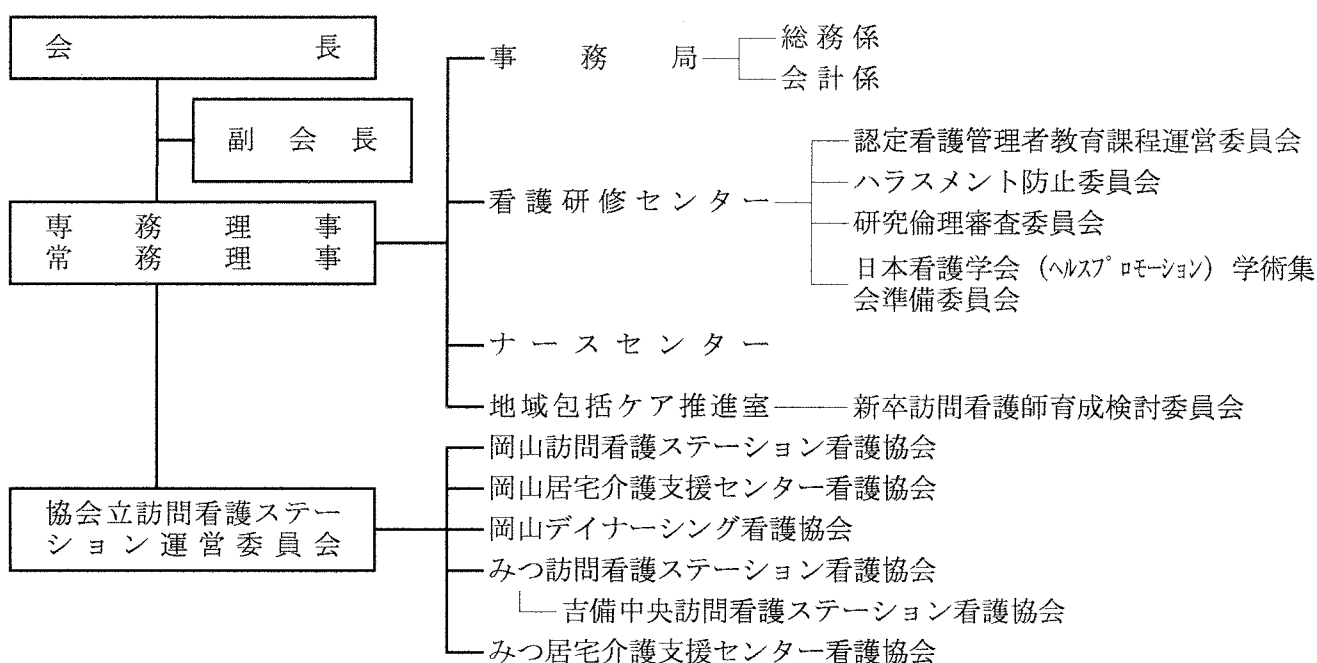 会長
副会長
専務理事
常務理事
協会立訪問看護ステー
ション運営委員会
事務局
総務係
会計係
看護研修センター
認定看護管理者教育課程運営委員会
ハラスメント防止委員会
研究倫理審査委員会
日本看護学会（ﾍﾙｽﾌﾟﾛﾓｰｼｮﾝ）学術集
会準備委員会
ナースセンター
地域包括ケア推進室
新卒訪問看護師育成検討委員会
岡山訪問看護ステーション看護協会
岡山居宅介護支援センター看護協会
岡山デイナーシング看護協会
みつ訪問看護ステーション看護協会
吉備中央訪問看護ステーション看護協会
みつ居宅介護支援センター看護協会